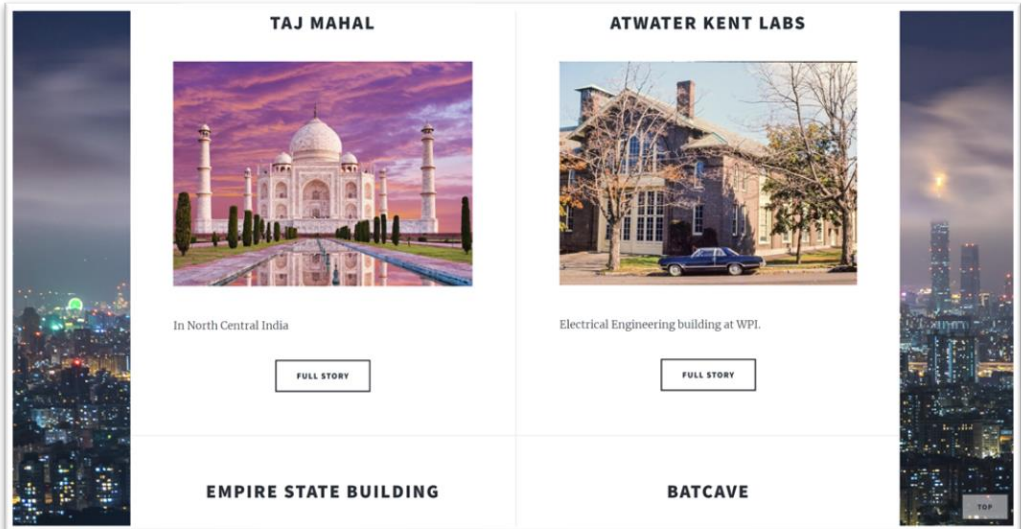 TAJ MAHAL
In North Central India
FULL STORY
ATWATER KENT LABS
Electrical Engineering building at WPI.
FULL STORY
EMPIRE STATE BUILDING
BATCAVE
TOP